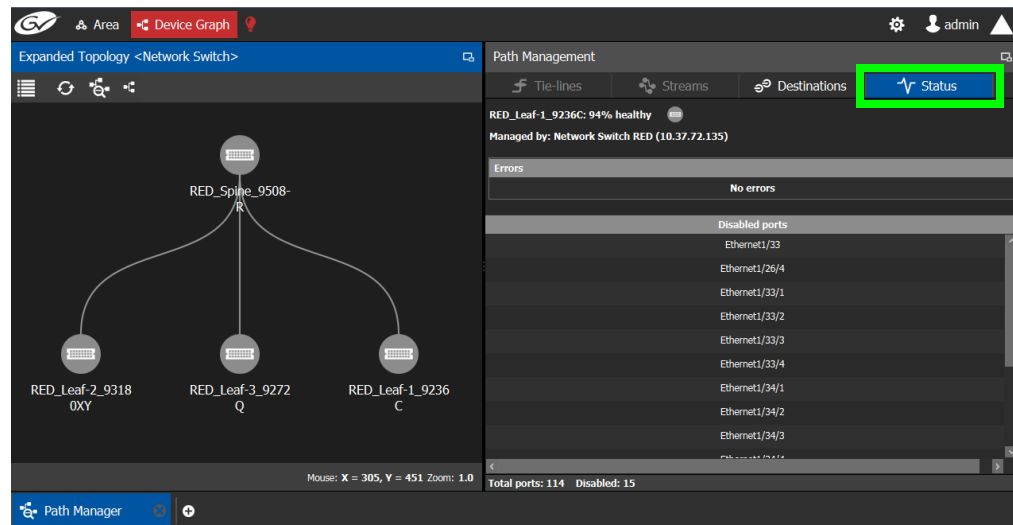 GV Area Device Graph admin
Expanded Topology <Network Switch>
Path Management
Tie-lines Streams Destinations Status
RED_Leaf-1_9236C: 94% healthy
Managed by: Network Switch RED (10.37.72.135)
Errors
No errors
Disabled ports
Ethernet1/33
Ethernet1/26/4
Ethernet1/33/1
Ethernet1/33/2
Ethernet1/33/3
Ethernet1/33/4
Ethernet1/34/1
Ethernet1/34/2
Ethernet1/34/3
Total ports: 114 Disabled: 15
RED_Spine_9508-
R
RED_Leaf-2_9318
0XY
RED_Leaf-3_9272
Q
RED_Leaf-1_9236
C
Mouse: X = 305, Y = 451 Zoom: 1.0
Path Manager